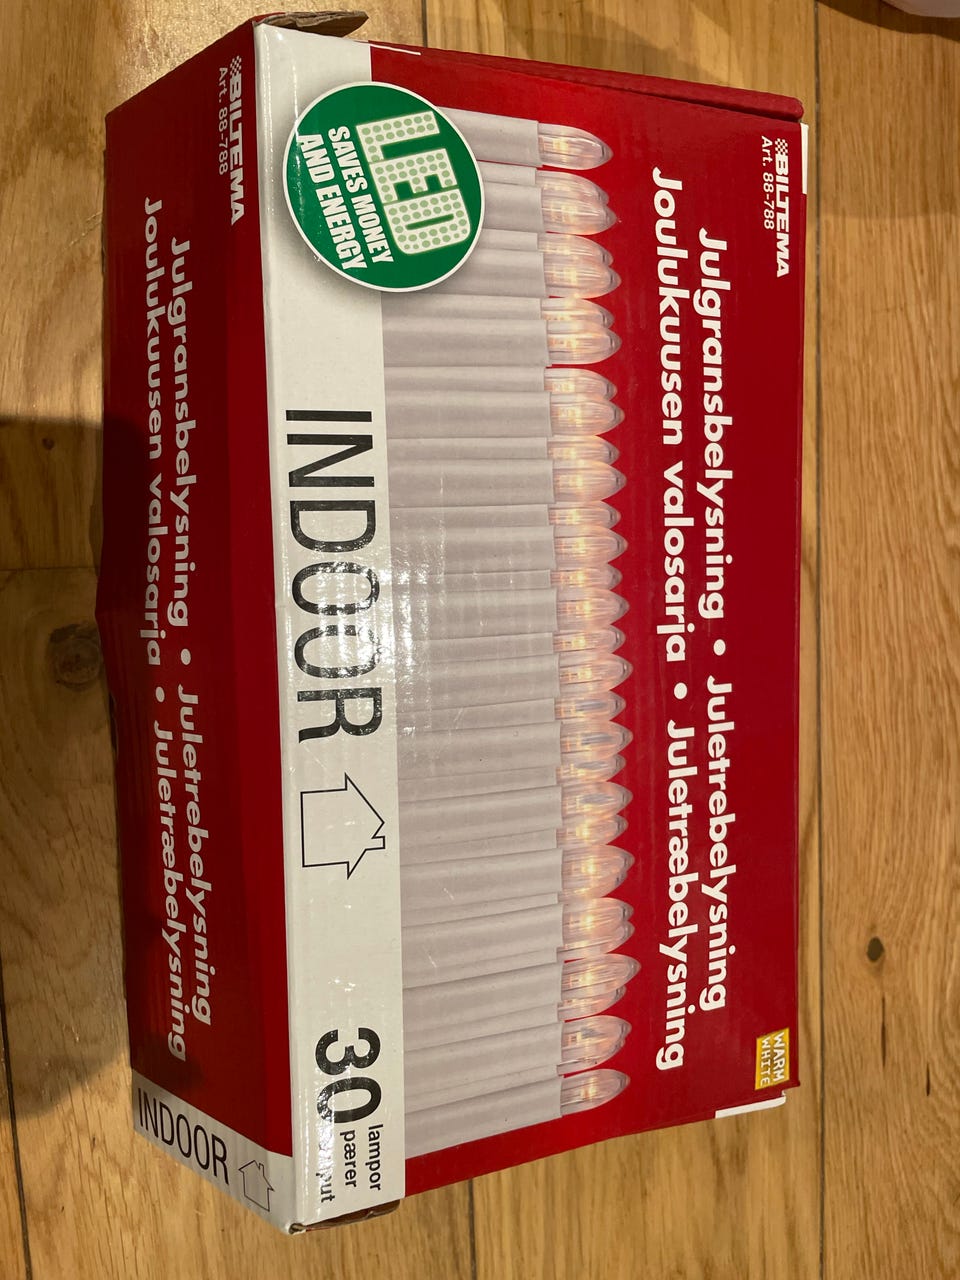 BILTEMA
Art. 88-788
Julgransbelysning • Juletrebelysning
Joulukuusen valosarja • Juletræbelysning
WARM
WHITE
LED
SAVES MONEY
AND ENERGY
INDOOR
30
lampor
pærer
BILTEMA
Art. 88-788
Julgransbelysning • Juletrebelysning
Joulukuusen valosarja • Juletræbelysning
INDOOR